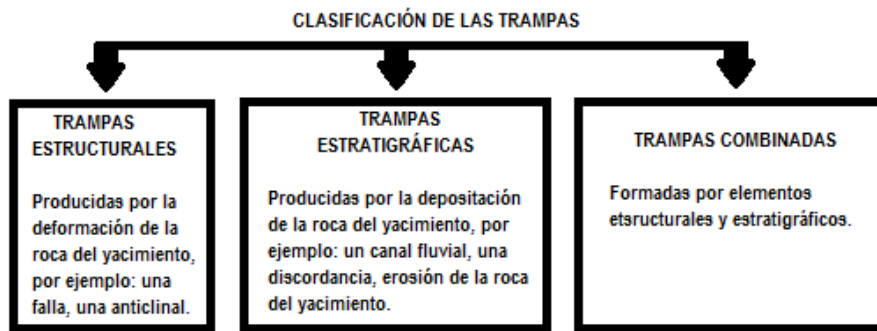 CLASIFICACIÓN DE LAS TRAMPAS
TRAMPAS
ESTRUCTURALES
Producidas por la
deformación de la
roca del yacimiento,
por ejemplo: una
falla, una anticlinal.
TRAMPAS
ESTRATIGRÁFICAS
Producidas por la depositación
de la roca del yacimiento, por
ejemplo: un canal fluvial, una
discordancia, erosión de la roca
del yacimiento.
TRAMPAS COMBINADAS
Formadas por elementos
etsructurales y estratigráficos.